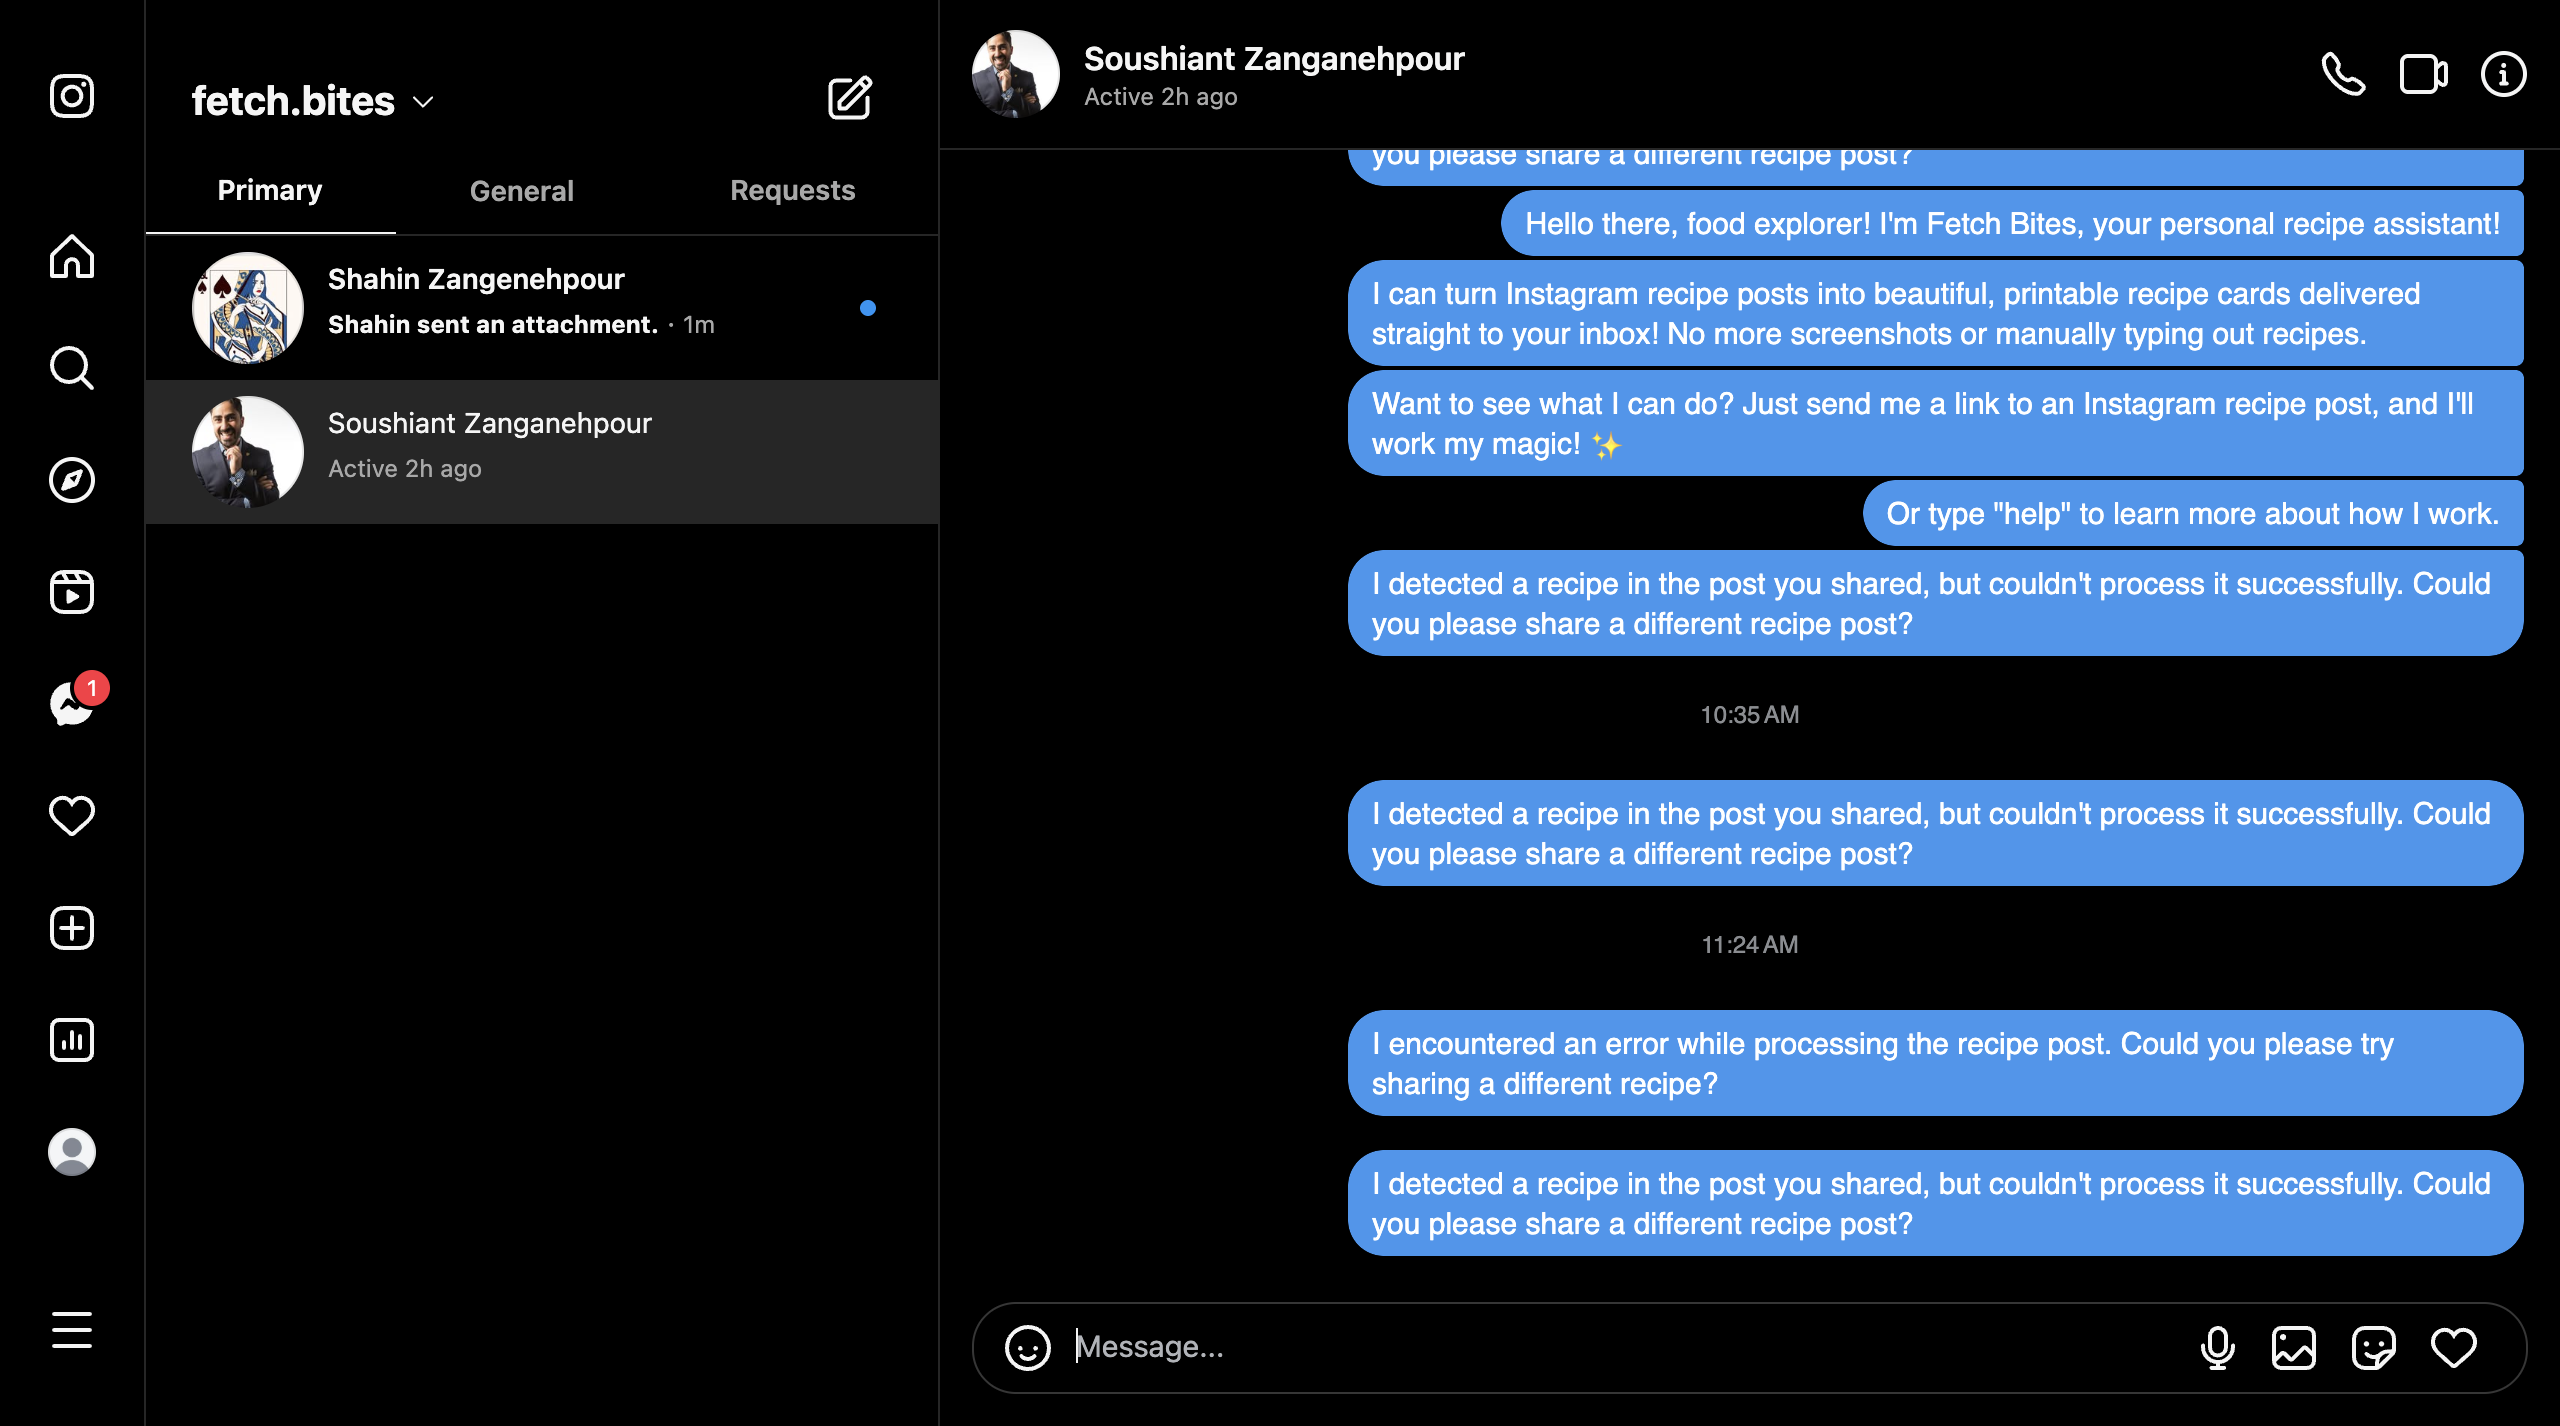 fetch.bites
Primary
General
Requests
Shahin Zangenehpour
Shahin sent an attachment. · 1m
Soushiant Zanganehpour
Active 2h ago
1
Soushiant Zanganehpour
Active 2h ago
you please share a different recipe post?
Hello there, food explorer! I'm Fetch Bites, your personal recipe assistant!
I can turn Instagram recipe posts into beautiful, printable recipe cards delivered
straight to your inbox! No more screenshots or manually typing out recipes.
Want to see what I can do? Just send me a link to an Instagram recipe post, and I'll
work my magic! ✨
Or type "help" to learn more about how I work.
I detected a recipe in the post you shared, but couldn't process it successfully. Could
you please share a different recipe post?
10:35 AM
I detected a recipe in the post you shared, but couldn't process it successfully. Could
you please share a different recipe post?
11:24 AM
I encountered an error while processing the recipe post. Could you please try
sharing a different recipe?
I detected a recipe in the post you shared, but couldn't process it successfully. Could
you please share a different recipe post?
Message...